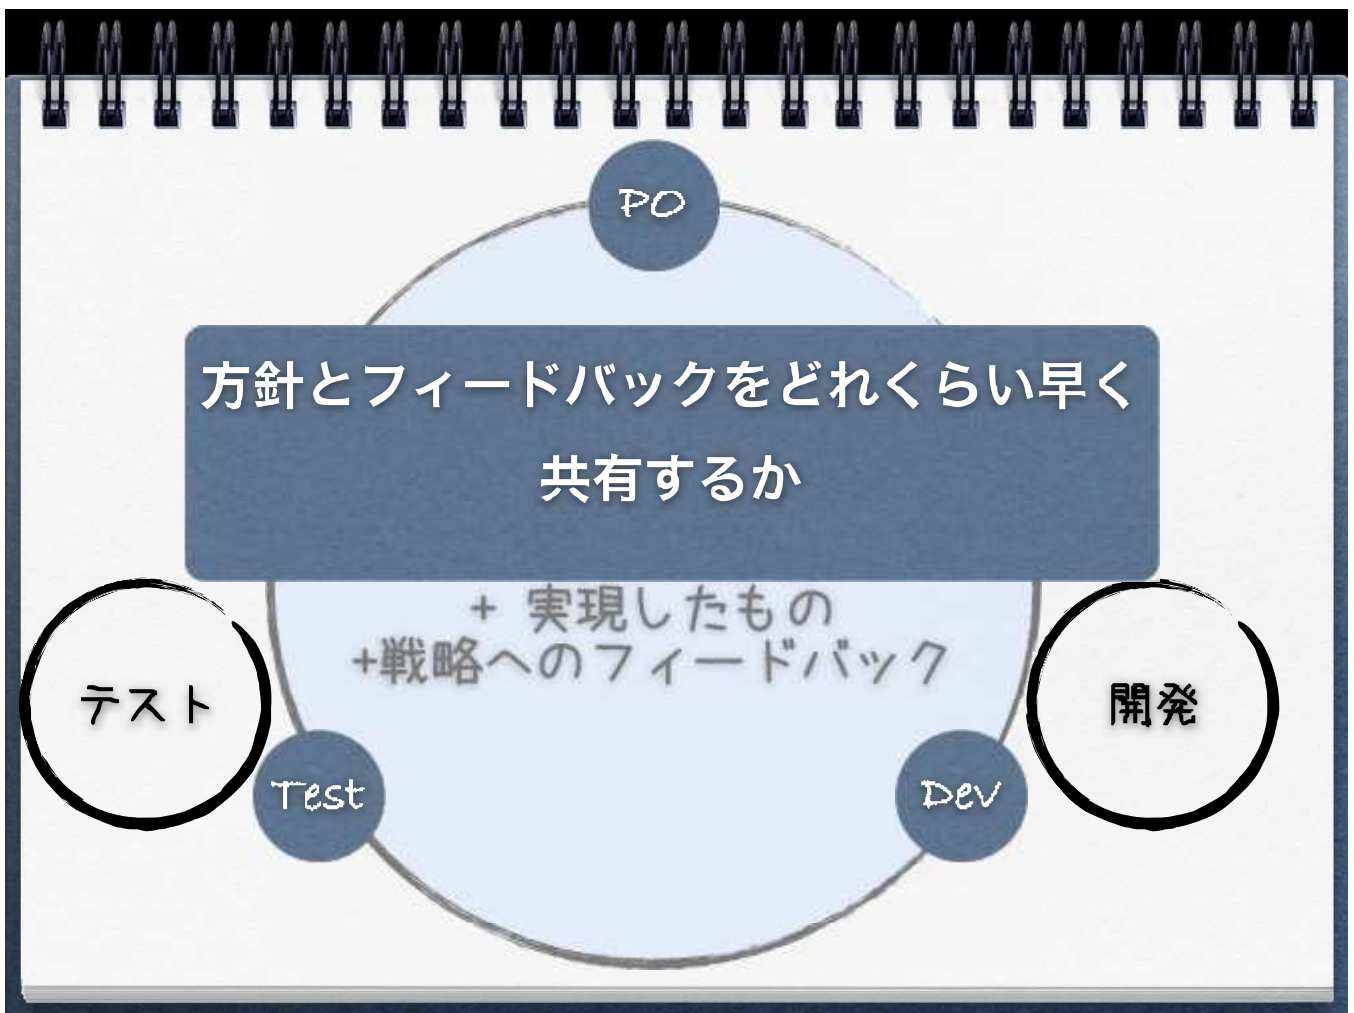 PO
方針とフィードバックをどれくらい早く
共有するか
+ 実現したもの
+戦略へのフィードバック
テスト
開発
Test
Dev